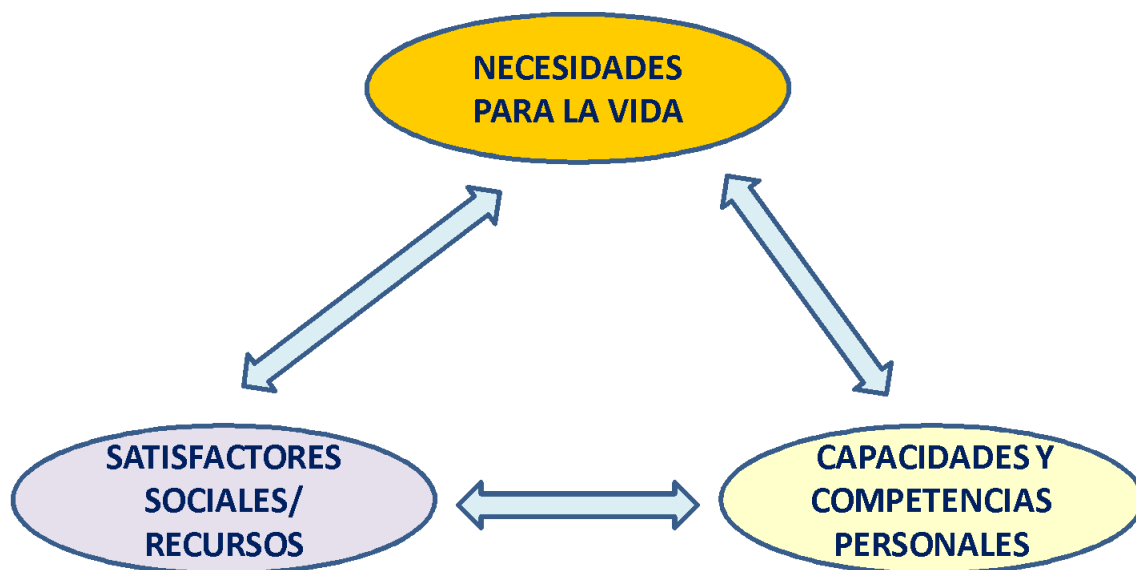 NECESIDADES
PARA LA VIDA
SATISFACTORES
SOCIALES/
RECURSOS
CAPACIDADES Y
COMPETENCIAS
PERSONALES